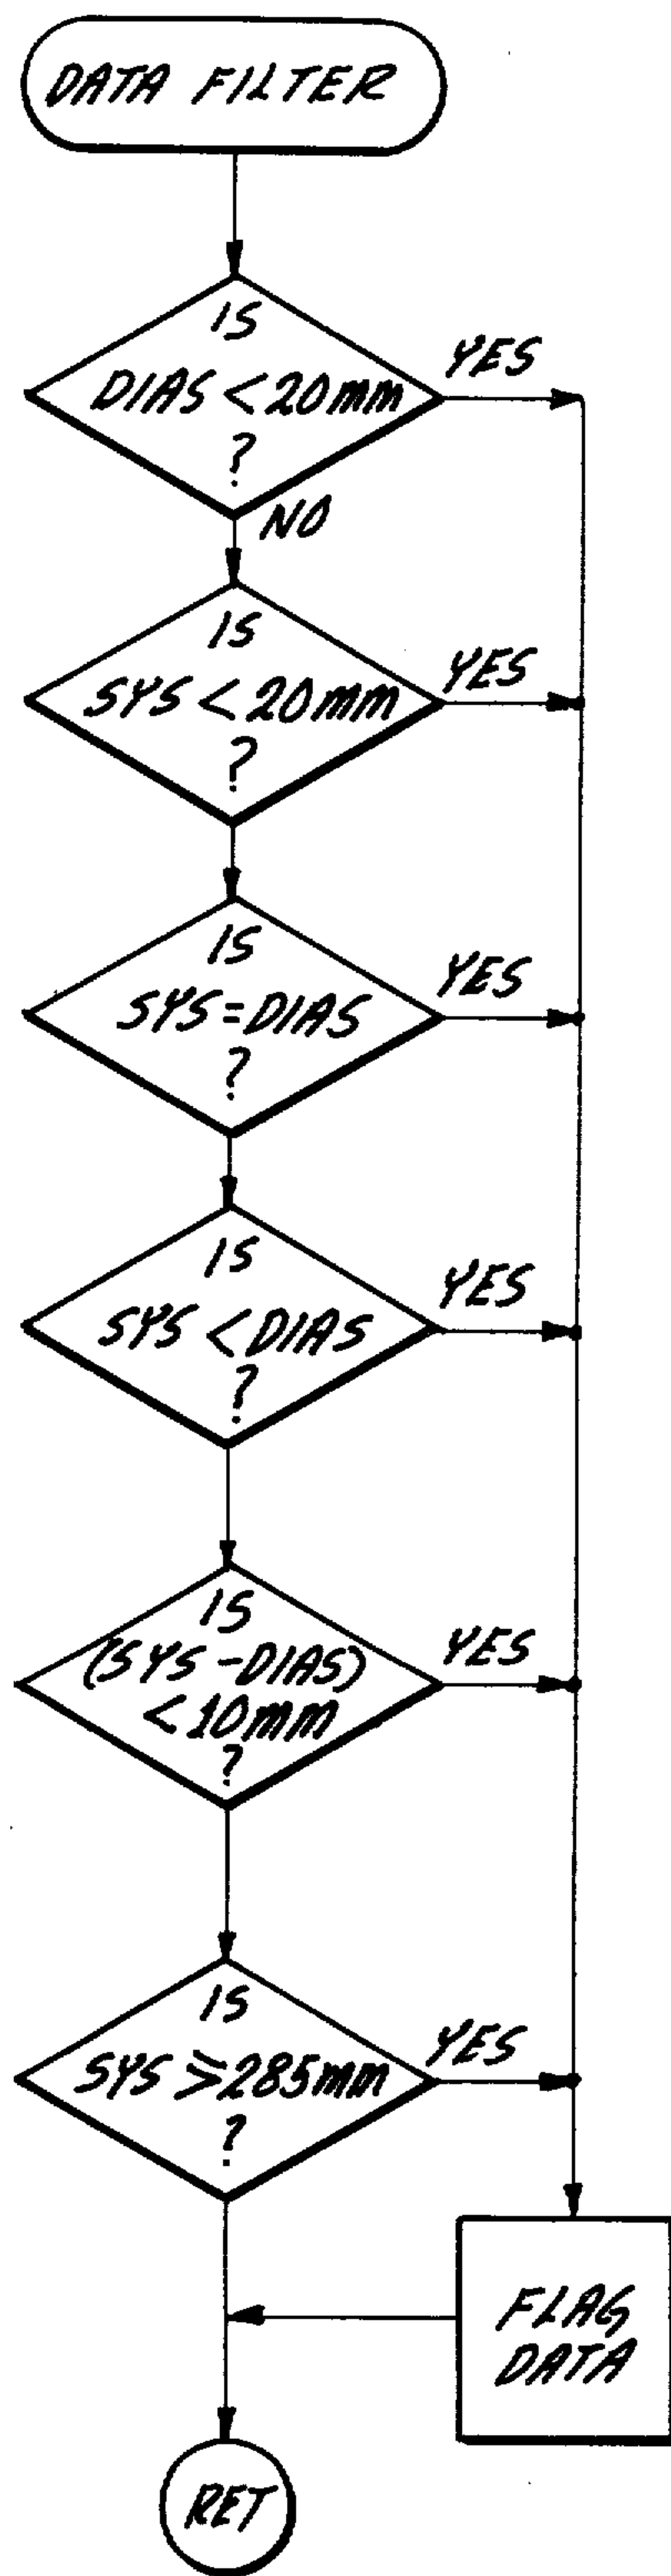 DATA FILTER
IS
DIAS < 20mm
?
YES
NO
IS
SYS < 20mm
?
YES
IS
SYS = DIAS
?
YES
IS
SYS < DIAS
?
YES
IS
(SYS - DIAS)
< 10mm
?
YES
IS
SYS ⩾ 285mm
?
YES
FLAG
DATA
RET